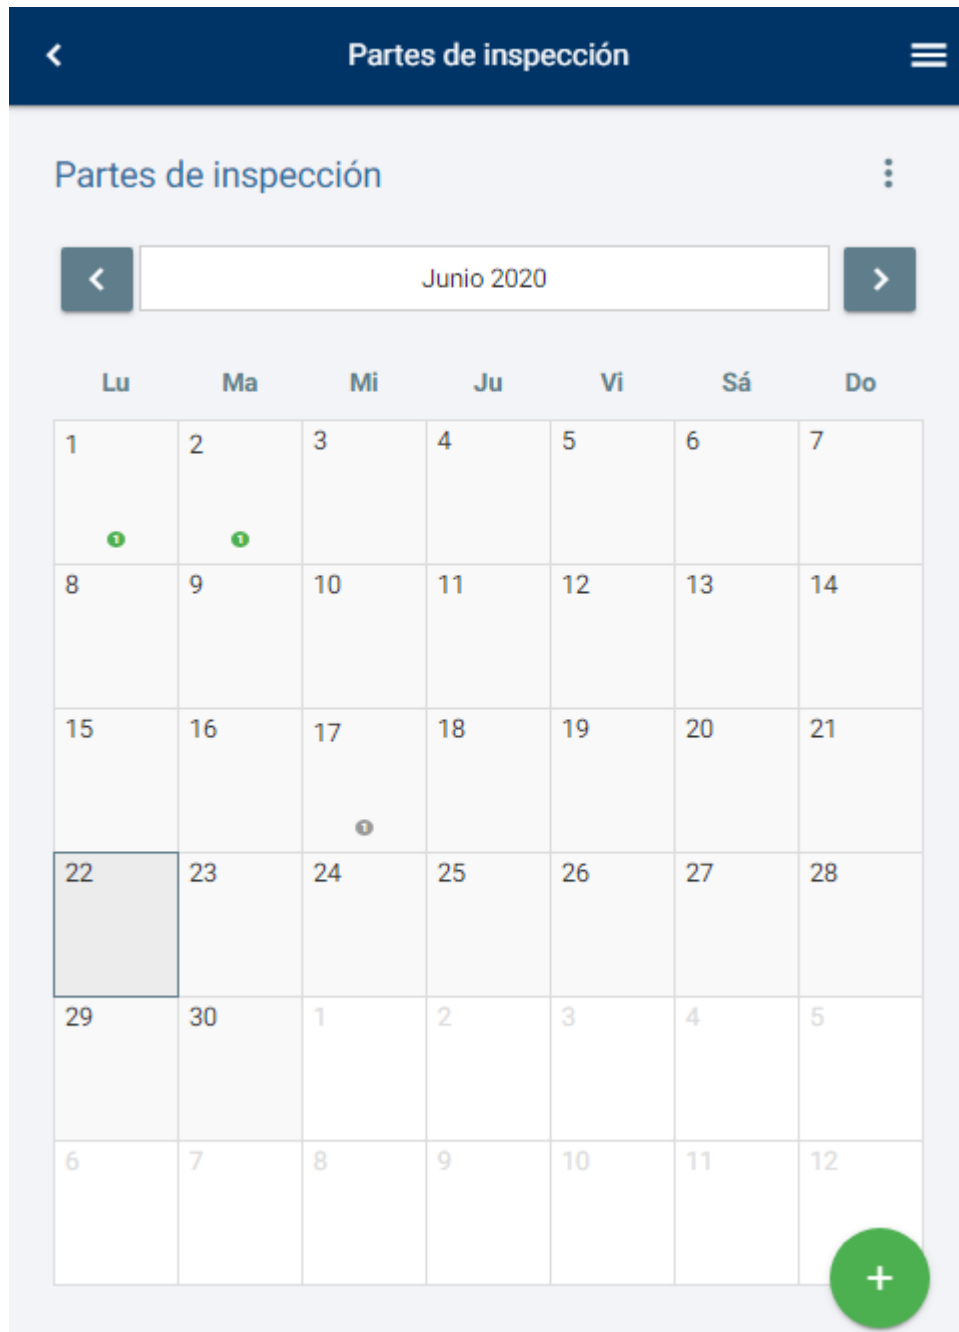 Partes de inspección
Partes de inspección
Junio 2020
Lu Ma Mi Ju Vi Sá Do
1 2 3 4 5 6 7
1 1
8 9 10 11 12 13 14
15 16 17 18 19 20 21
1
22 23 24 25 26 27 28
29 30 1 2 3 4 5
6 7 8 9 10 11 12
+